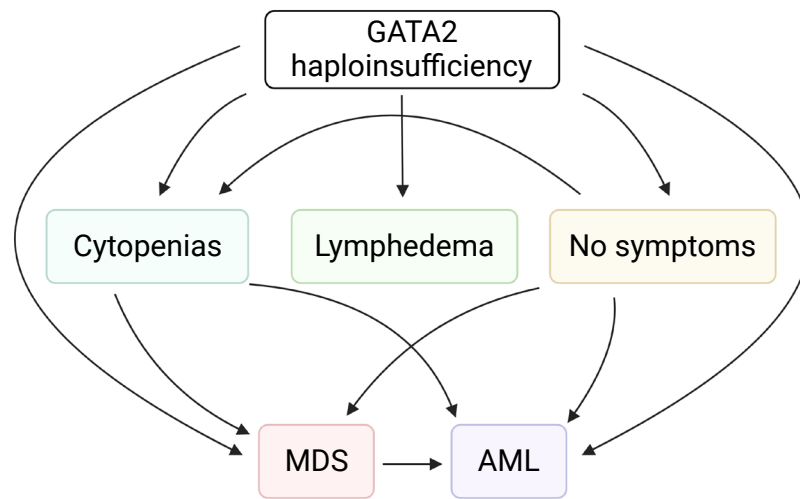 GATA2
haploinsufficiency
Cytopenias
Lymphedema
No symptoms
MDS
AML